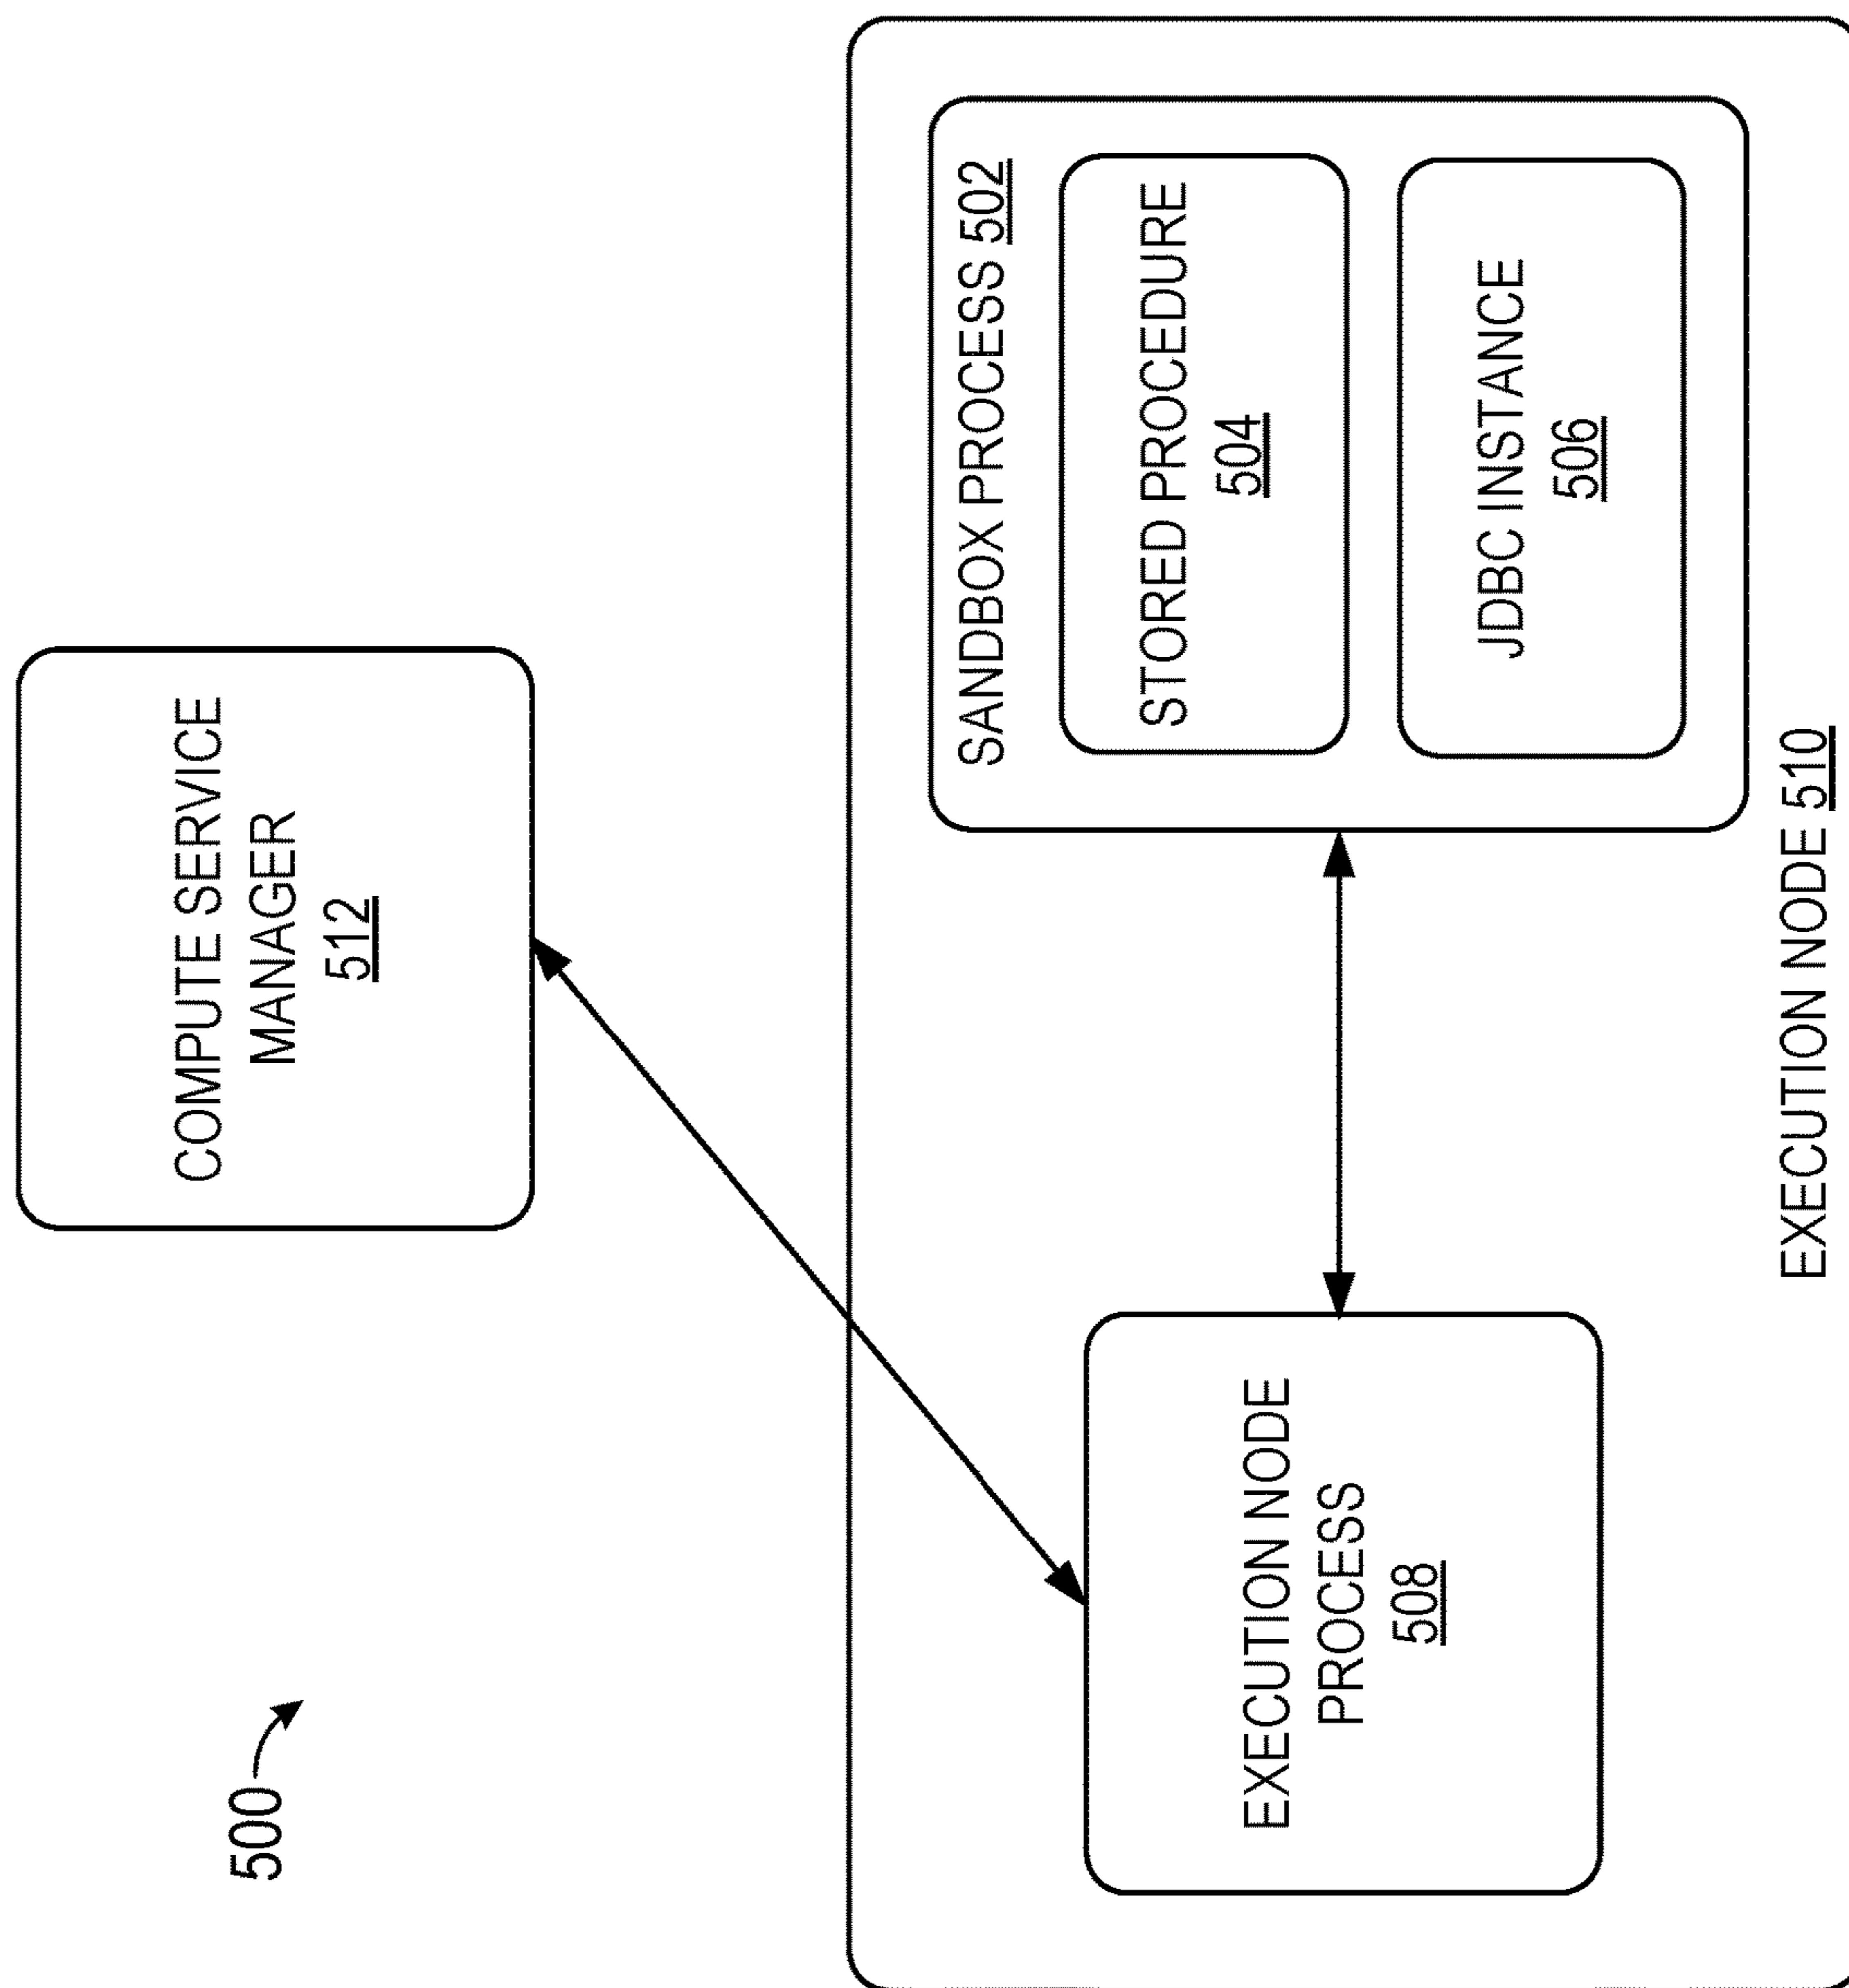 500
COMPUTE SERVICE
MANAGER
512
EXECUTION NODE
PROCESS
508
SANDBOX PROCESS 502
STORED PROCEDURE
504
JDBC INSTANCE
506
EXECUTION NODE 510